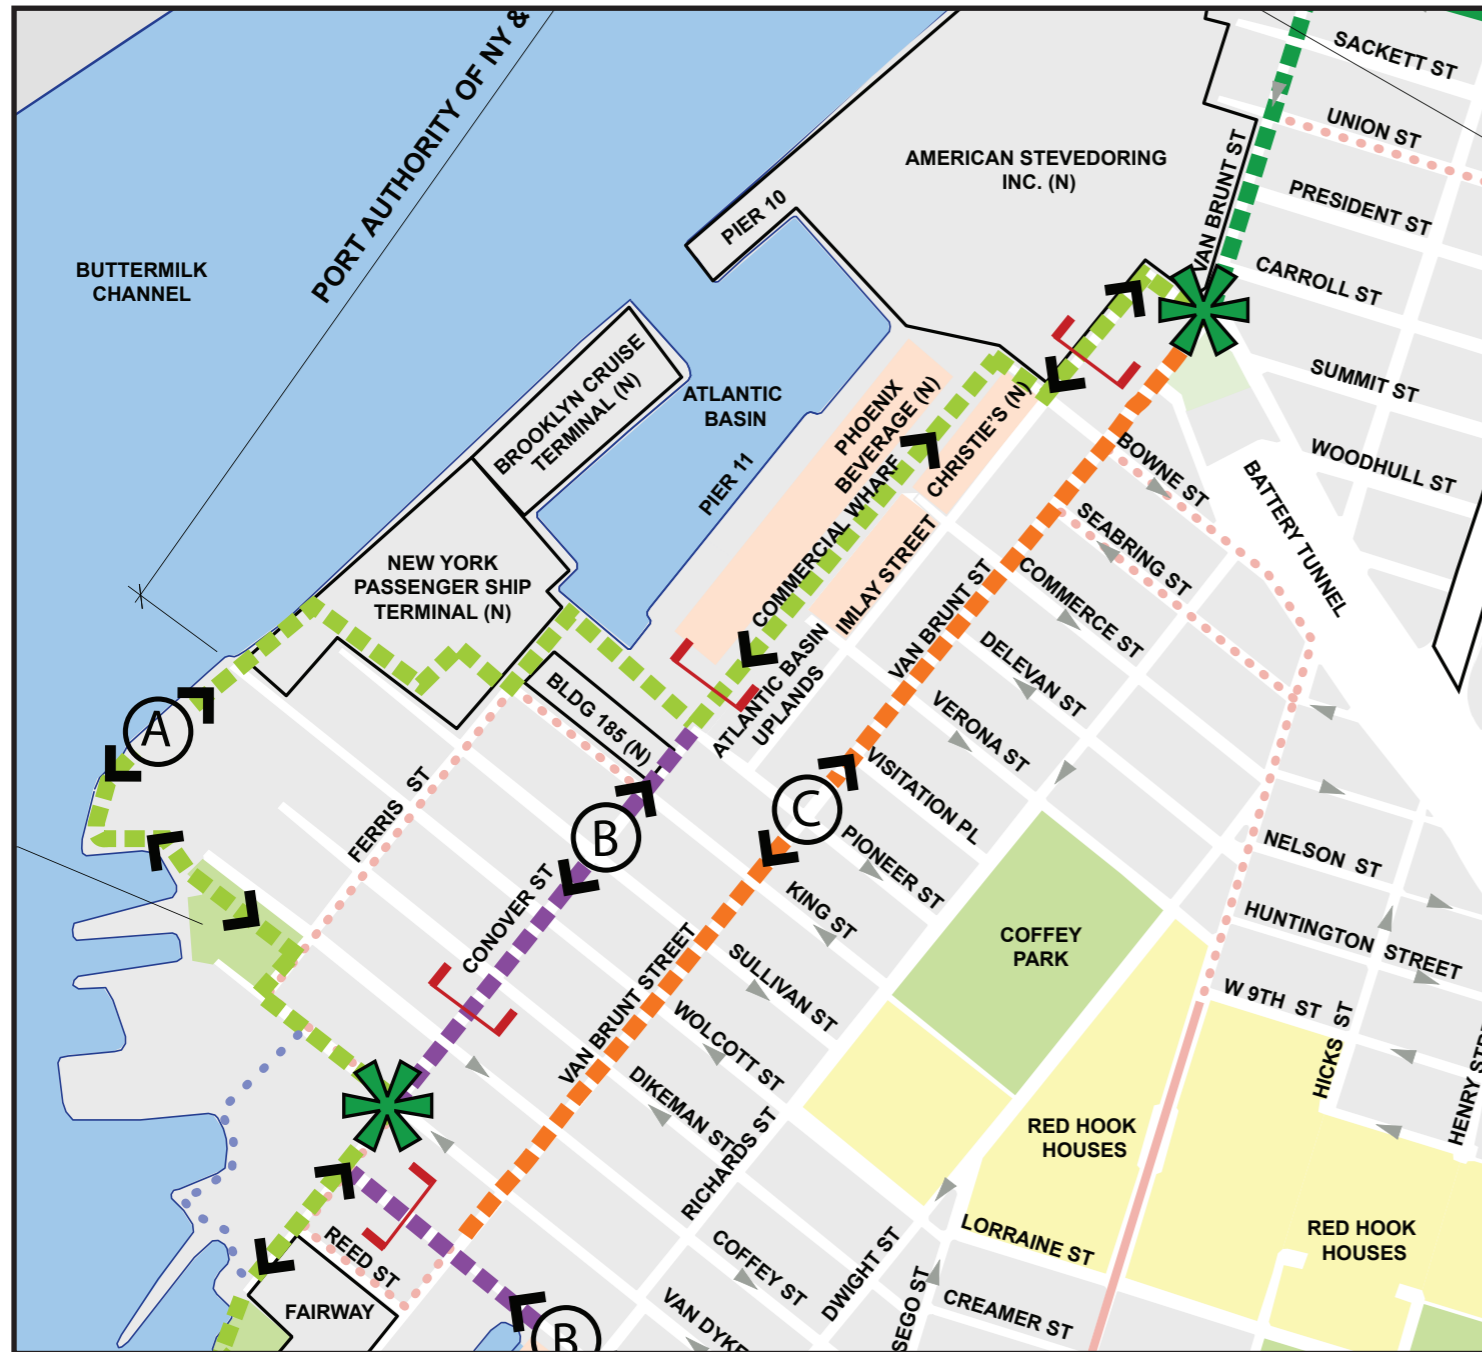 PORT AUTHORITY OF NY &
SACKETT ST
UNION ST
AMERICAN STEVEDORING
INC. (N)
VAN BRUNT ST
PRESIDENT ST
PIER 10
BUTTERMILK
CHANNEL
CARROLL ST
BROOKLYN CRUISE
TERMINAL (N)
ATLANTIC
BASIN
PHOENIX
BEVERAGE (N)
CHRISTIE'S (N)
SUMMIT ST
BOWNE ST
WOODHULL ST
PIER 11
COMMERCIAL WHARF
IMLAY STREET
SEABRING ST
BATTERY TUNNEL
NEW YORK
PASSENGER SHIP
TERMINAL (N)
VAN BRUNT ST
COMMERCE ST
DELEVAN ST
ATLANTIC BASIN
UPLANDS
BLDG 185 (N)
VERONA ST
A
VISITATION PL
FERRIS ST
B
C
PIONEER ST
NELSON ST
KING ST
CONOVER ST
COFFEY
PARK
HUNTINGTON STREET
SULLIVAN ST
VAN BRUNT STREET
W 9TH ST
WOLCOTT ST
HICKS ST
DIKEMAN ST
RED HOOK
HOUSES
RICHARDS ST
LORRAINE ST
RED HOOK
HOUSES
REED ST
COFFEY ST
DWIGHT ST
FAIRWAY
VAN DYKE
SEGO ST
CREAMER ST
B